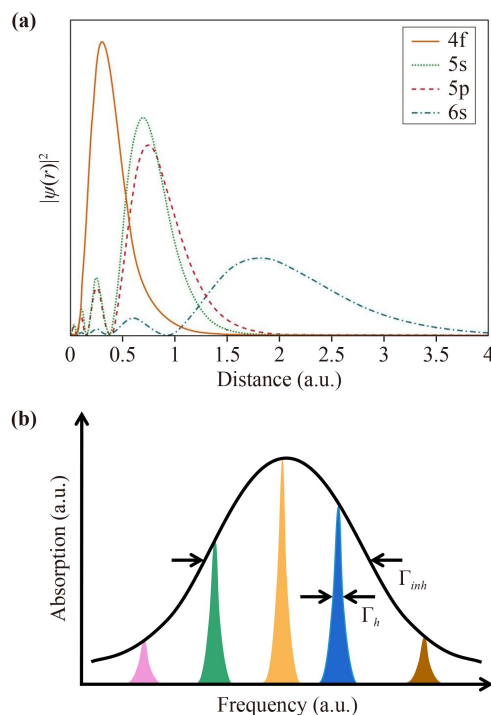 (a)
4f
5s
5p
6s
|ψ(r)|²
0 0.5 1 1.5 2 2.5 3 3.5 4
Distance (a.u.)
(b)
Absorption (a.u.)
Γinh
Γh
Frequency (a.u.)